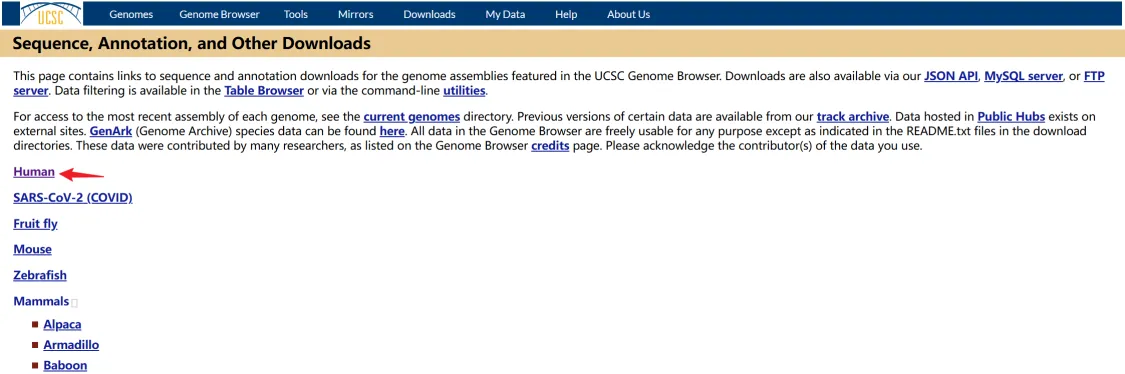 UCSC Genomes Genome Browser Tools Mirrors Downloads My Data Help About Us
Sequence, Annotation, and Other Downloads
This page contains links to sequence and annotation downloads for the genome assemblies featured in the UCSC Genome Browser. Downloads are also available via our JSON API, MySQL server, or FTP
server. Data filtering is available in the Table Browser or via the command-line utilities.
For access to the most recent assembly of each genome, see the current genomes directory. Previous versions of certain data are available from our track archive. Data hosted in Public Hubs exists on
external sites. GenArk (Genome Archive) species data can be found here. All data in the Genome Browser are freely usable for any purpose except as indicated in the README.txt files in the download
directories. These data were contributed by many researchers, as listed on the Genome Browser credits page. Please acknowledge the contributor(s) of the data you use.
Human
SARS-CoV-2 (COVID)
Fruit fly
Mouse
Zebrafish
Mammals
Alpaca
Armadillo
Baboon